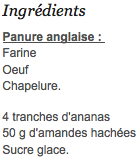 Ingrédients
Panure anglaise :
Farine
Oeuf
Chapelure.
4 tranches d'ananas
50 g d'amandes hachées
Sucre glace.